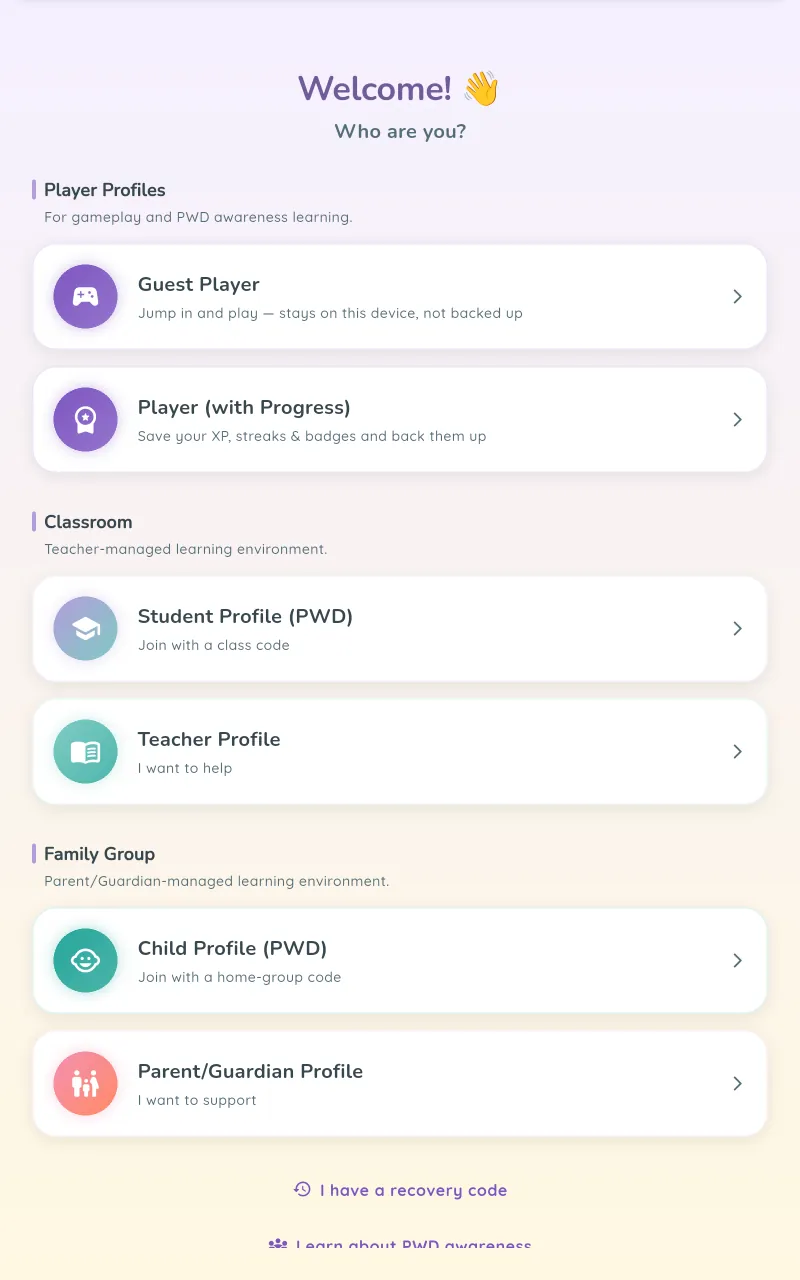 Welcome! 👋
Who are you?
Player Profiles
For gameplay and PWD awareness learning.
Guest Player
Jump in and play — stays on this device, not backed up
Player (with Progress)
Save your XP, streaks & badges and back them up
Classroom
Teacher-managed learning environment.
Student Profile (PWD)
Join with a class code
Teacher Profile
I want to help
Family Group
Parent/Guardian-managed learning environment.
Child Profile (PWD)
Join with a home-group code
Parent/Guardian Profile
I want to support
I have a recovery code
Learn about PWD awareness